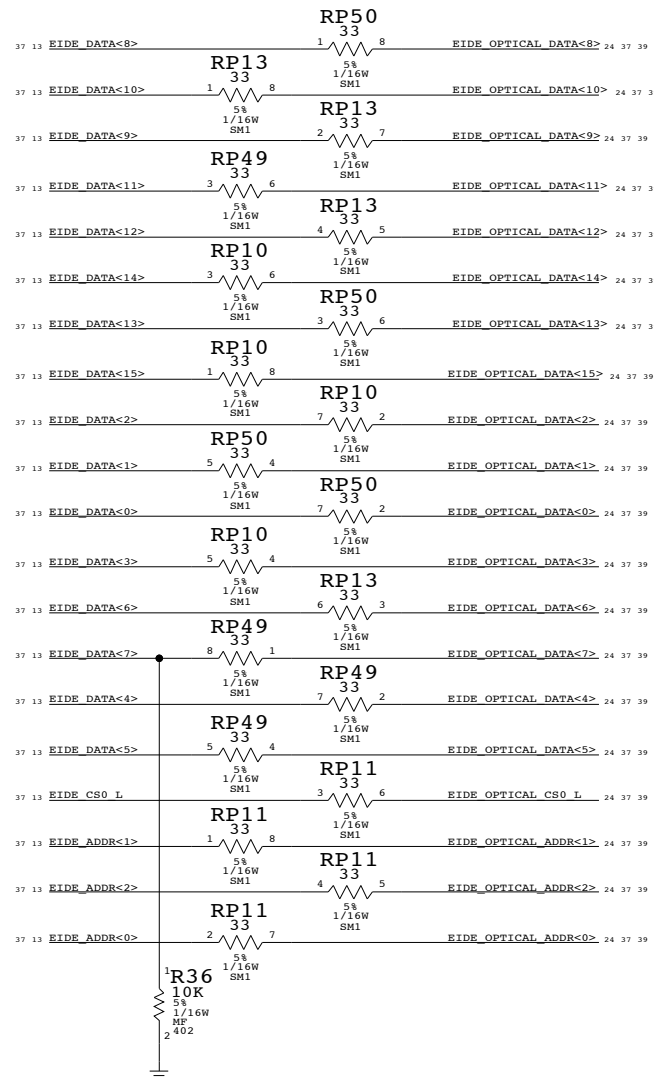 RP50
33
37 13 EIDE_DATA<8> 1 8 EIDE_OPTICAL_DATA<8> 24 37 39
5%
1/16W
SM1
RP13
33
37 13 EIDE_DATA<10> 1 8 EIDE_OPTICAL_DATA<10> 24 37 3
5%
1/16W
SM1
RP13
33
37 13 EIDE_DATA<9> 2 7 EIDE_OPTICAL_DATA<9> 24 37 39
5%
1/16W
SM1
RP49
33
37 13 EIDE_DATA<11> 3 6 EIDE_OPTICAL_DATA<11> 24 37 3
5%
1/16W
SM1
RP13
33
37 13 EIDE_DATA<12> 4 5 EIDE_OPTICAL_DATA<12> 24 37 3
5%
1/16W
SM1
RP10
33
37 13 EIDE_DATA<14> 3 6 EIDE_OPTICAL_DATA<14> 24 37 3
5%
1/16W
SM1
RP50
33
37 13 EIDE_DATA<13> 3 6 EIDE_OPTICAL_DATA<13> 24 37 3
5%
1/16W
SM1
RP10
33
37 13 EIDE_DATA<15> 1 8 EIDE_OPTICAL_DATA<15> 24 37 39
5%
1/16W
SM1
RP10
33
37 13 EIDE_DATA<2> 7 2 EIDE_OPTICAL_DATA<2> 24 37 39
5%
1/16W
SM1
RP50
33
37 13 EIDE_DATA<1> 5 4 EIDE_OPTICAL_DATA<1> 24 37 39
5%
1/16W
SM1
RP50
33
37 13 EIDE_DATA<0> 7 2 EIDE_OPTICAL_DATA<0> 24 37 39
5%
1/16W
SM1
RP10
33
37 13 EIDE_DATA<3> 5 4 EIDE_OPTICAL_DATA<3> 24 37 39
5%
1/16W
SM1
RP13
33
37 13 EIDE_DATA<6> 6 3 EIDE_OPTICAL_DATA<6> 24 37 39
5%
1/16W
SM1
RP49
33
37 13 EIDE_DATA<7> 8 1 EIDE_OPTICAL_DATA<7> 24 37 39
5%
1/16W
SM1
RP49
33
37 13 EIDE_DATA<4> 7 2 EIDE_OPTICAL_DATA<4> 24 37 39
5%
1/16W
SM1
RP49
33
37 13 EIDE_DATA<5> 5 4 EIDE_OPTICAL_DATA<5> 24 37 39
5%
1/16W
SM1
RP11
33
37 13 EIDE_CS0_L 3 6 EIDE_OPTICAL_CS0_L 24 37 39
5%
1/16W
SM1
RP11
33
37 13 EIDE_ADDR<1> 1 8 EIDE_OPTICAL_ADDR<1> 24 37 39
5%
1/16W
SM1
RP11
33
37 13 EIDE_ADDR<2> 4 5 EIDE_OPTICAL_ADDR<2> 24 37 39
5%
1/16W
SM1
RP11
33
37 13 EIDE_ADDR<0> 2 7 EIDE_OPTICAL_ADDR<0> 24 37 39
5%
1/16W
SM1
1 R36
10K
5%
1/16W
MF
2 402